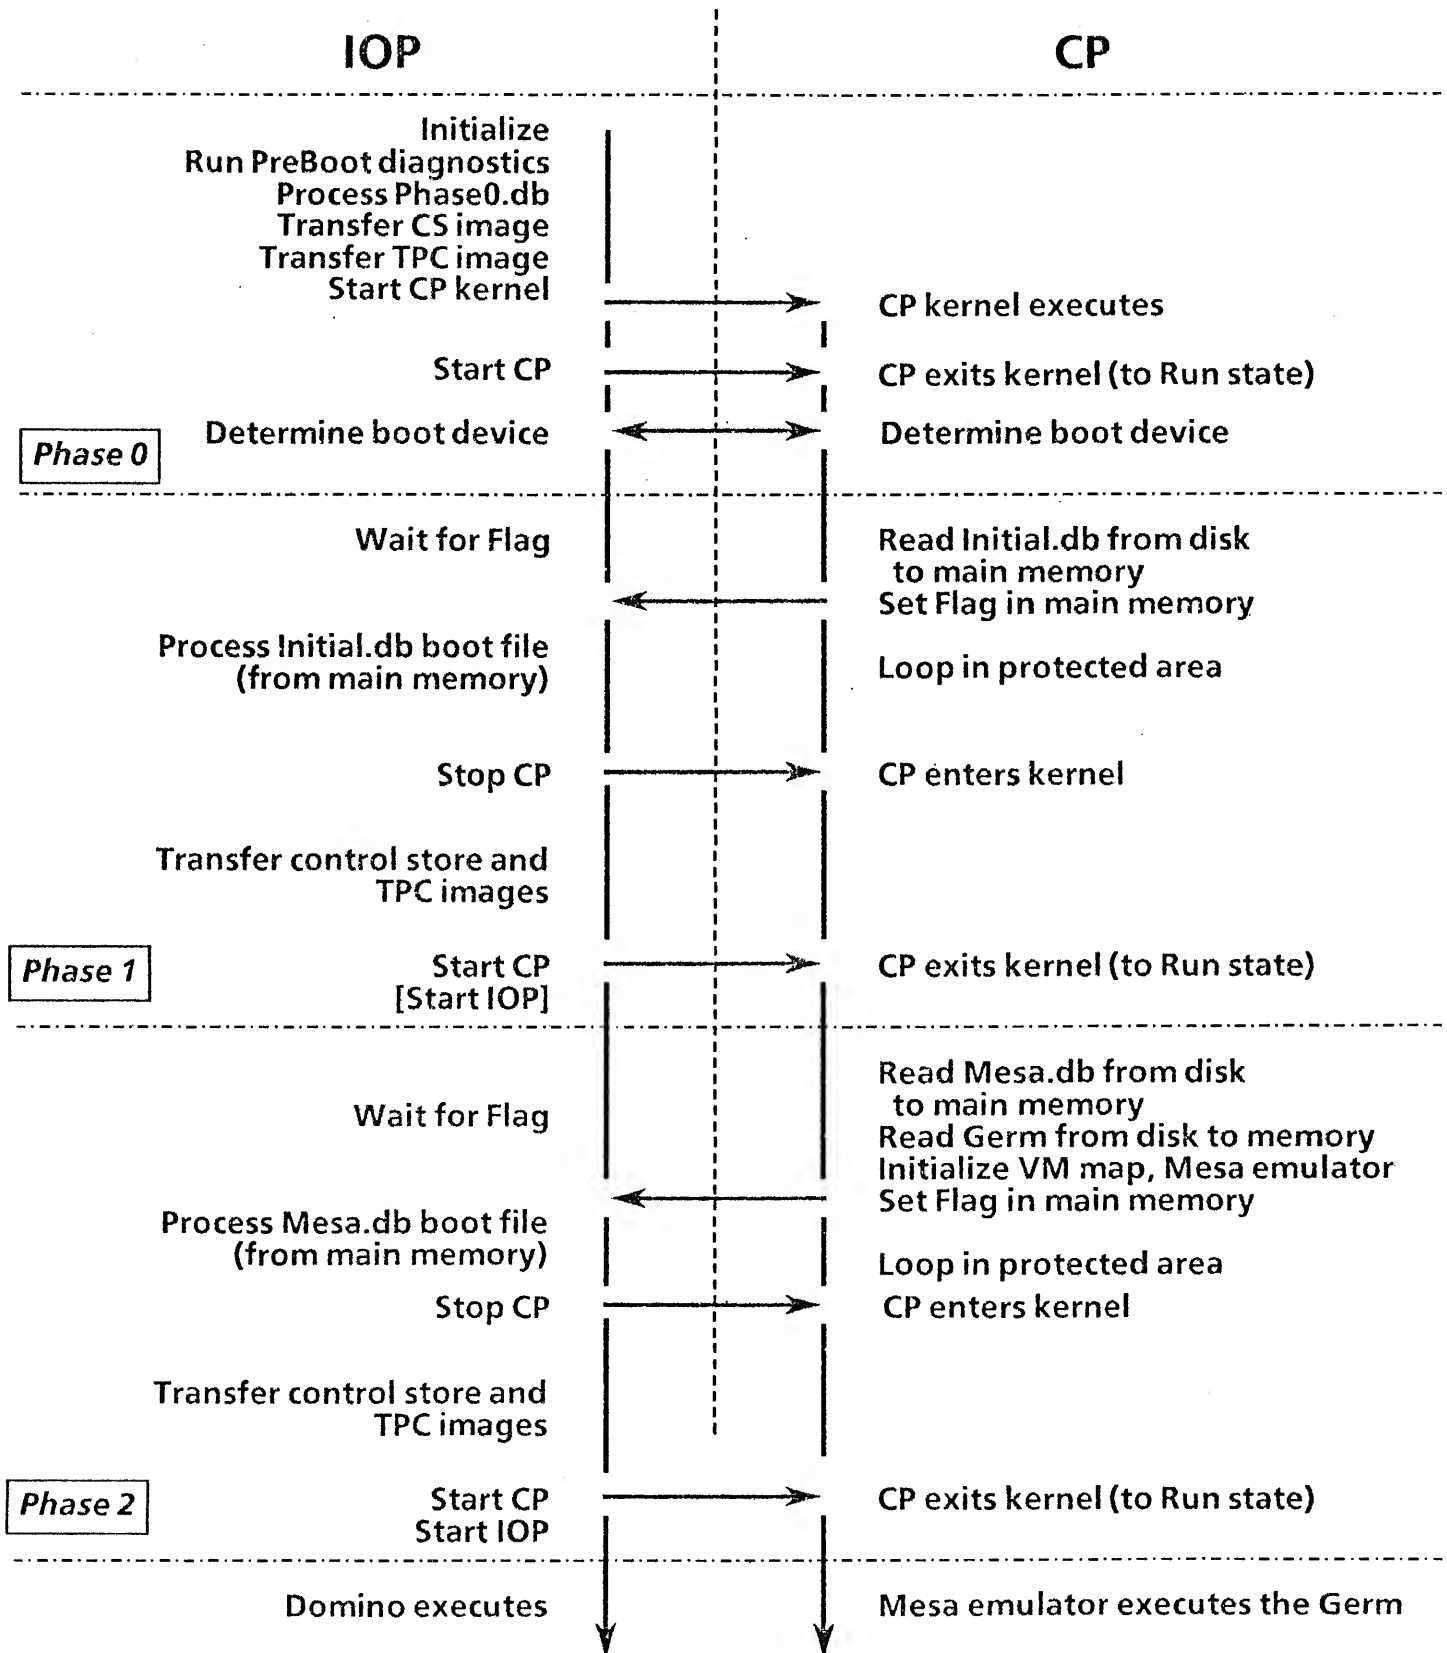 IOP
CP
Initialize
Run PreBoot diagnostics
Process Phase0.db
Transfer CS image
Transfer TPC image
Start CP kernel
CP kernel executes
Start CP
CP exits kernel (to Run state)
Determine boot device
Determine boot device
Phase 0
Wait for Flag
Read Initial.db from disk
to main memory
Set Flag in main memory
Process Initial.db boot file
(from main memory)
Loop in protected area
Stop CP
CP enters kernel
Transfer control store and
TPC images
Phase 1
Start CP
[Start IOP]
CP exits kernel (to Run state)
Wait for Flag
Read Mesa.db from disk
to main memory
Read Germ from disk to memory
Initialize VM map, Mesa emulator
Set Flag in main memory
Process Mesa.db boot file
(from main memory)
Loop in protected area
Stop CP
CP enters kernel
Transfer control store and
TPC images
Phase 2
Start CP
Start IOP
CP exits kernel (to Run state)
Domino executes
Mesa emulator executes the Germ